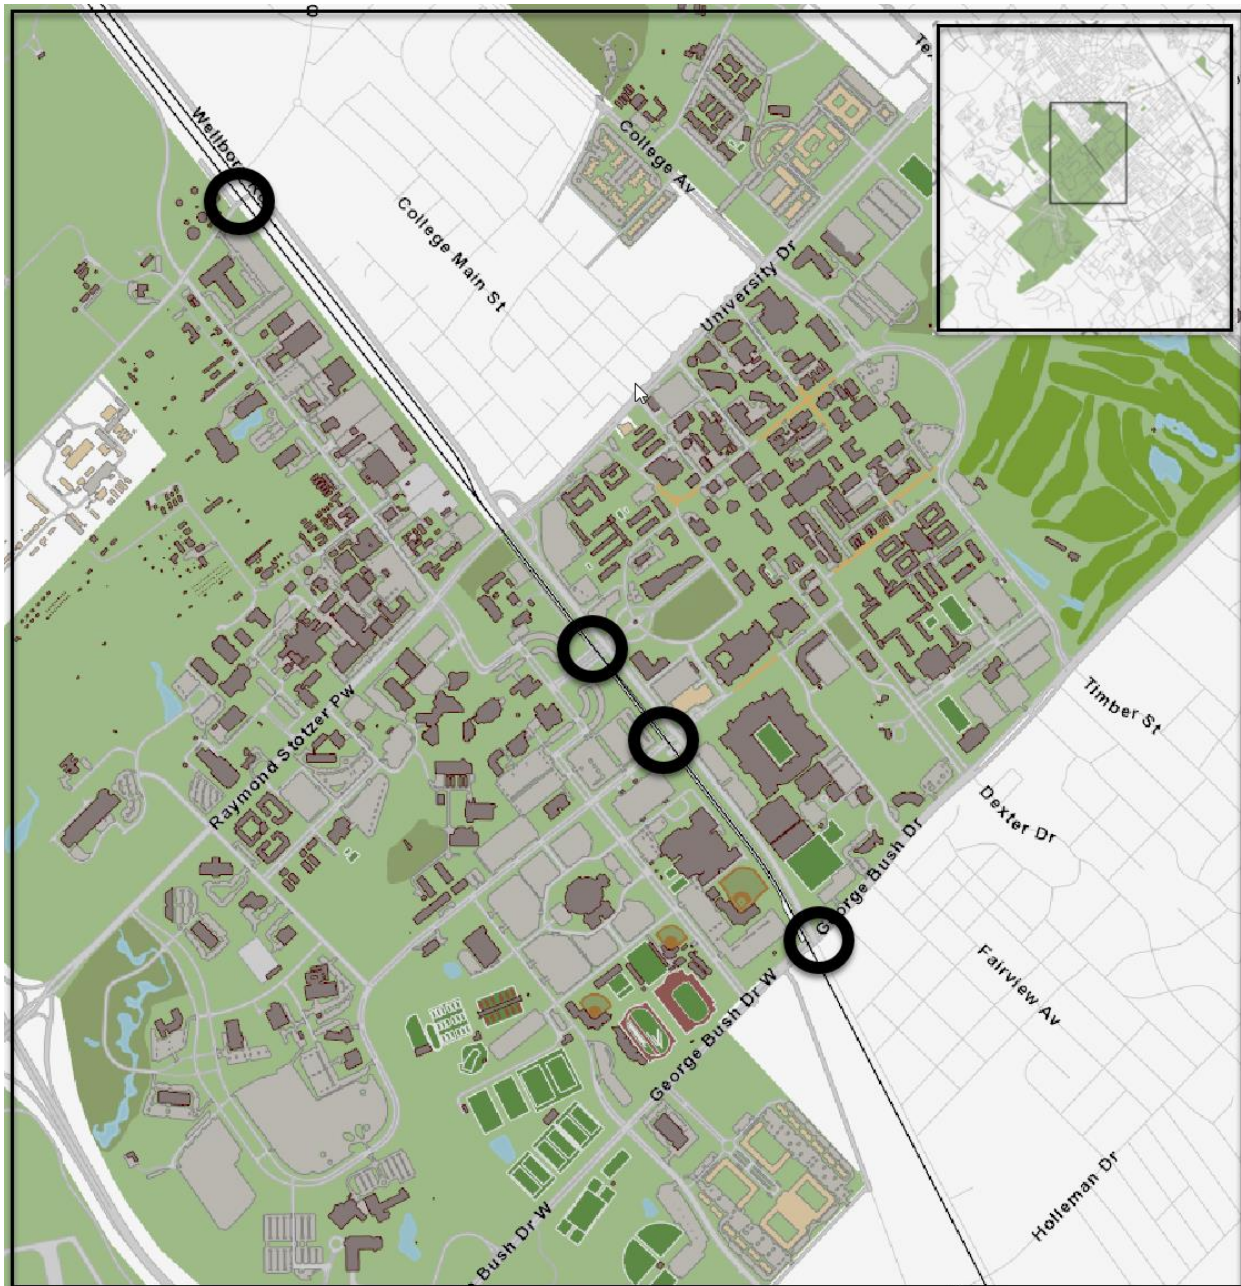 Wellbor
College Av
College Main St
University Dr
Raymond Stotzer Pw
Timber St
Dexter Dr
George Bush Dr
Fairview Av
George Bush Dr W
Holleman Dr
Bush Dr W